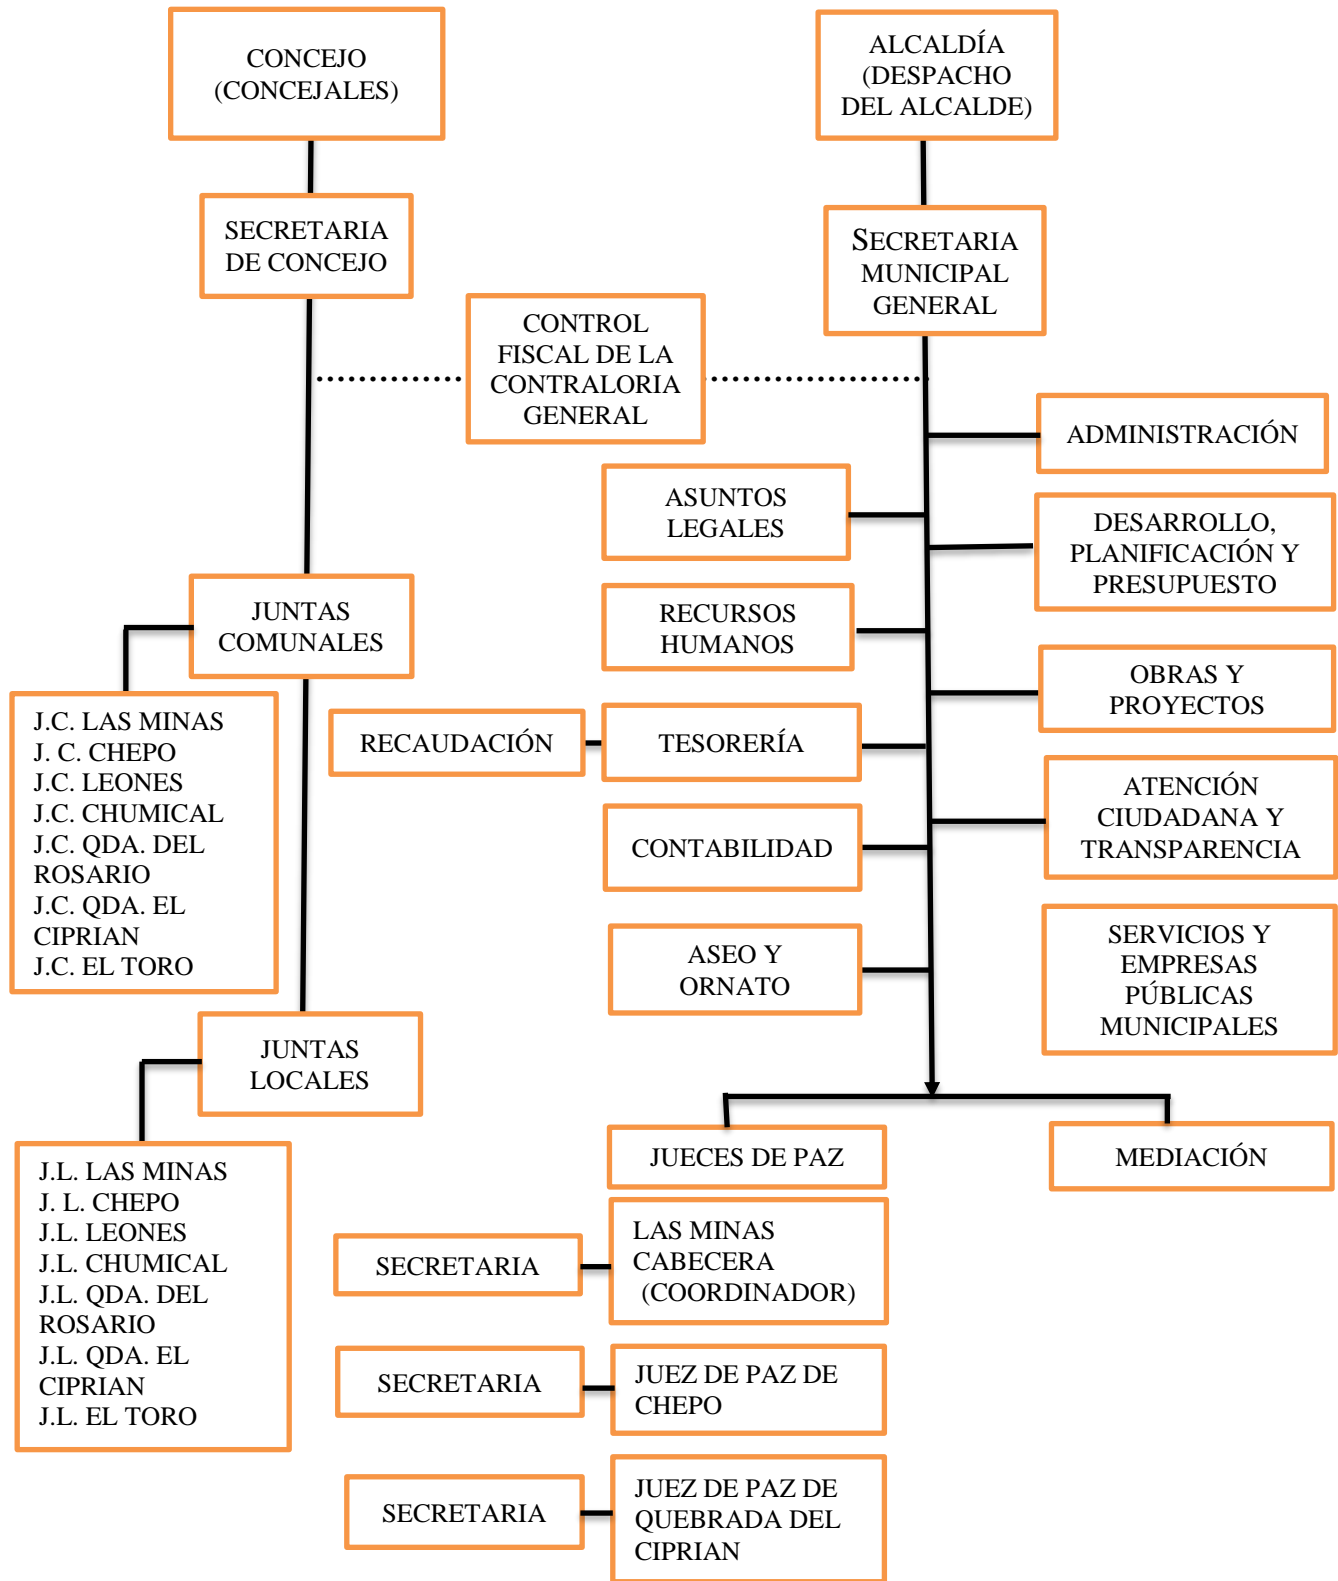 CONCEJO
(CONCEJALES)
ALCALDÍA
(DESPACHO
DEL ALCALDE)
SECRETARIA
DE CONCEJO
SECRETARIA
MUNICIPAL
GENERAL
CONTROL
FISCAL DE LA
CONTRALORIA
GENERAL
ADMINISTRACIÓN
ASUNTOS
LEGALES
DESARROLLO,
PLANIFICACIÓN Y
PRESUPUESTO
JUNTAS
COMUNALES
RECURSOS
HUMANOS
OBRAS Y
PROYECTOS
J.C. LAS MINAS
J. C. CHEPO
J.C. LEONES
J.C. CHUMICAL
J.C. QDA. DEL
ROSARIO
J.C. QDA. EL
CIPRIAN
J.C. EL TORO
RECAUDACIÓN
TESORERÍA
ATENCIÓN
CIUDADANA Y
TRANSPARENCIA
CONTABILIDAD
ASEO Y
ORNATO
SERVICIOS Y
EMPRESAS
PÚBLICAS
MUNICIPALES
JUNTAS
LOCALES
JUECES DE PAZ
MEDIACIÓN
J.L. LAS MINAS
J. L. CHEPO
J.L. LEONES
J.L. CHUMICAL
J.L. QDA. DEL
ROSARIO
J.L. QDA. EL
CIPRIAN
J.L. EL TORO
SECRETARIA
LAS MINAS
CABECERA
(COORDINADOR)
SECRETARIA
JUEZ DE PAZ DE
CHEPO
SECRETARIA
JUEZ DE PAZ DE
QUEBRADA DEL
CIPRIAN